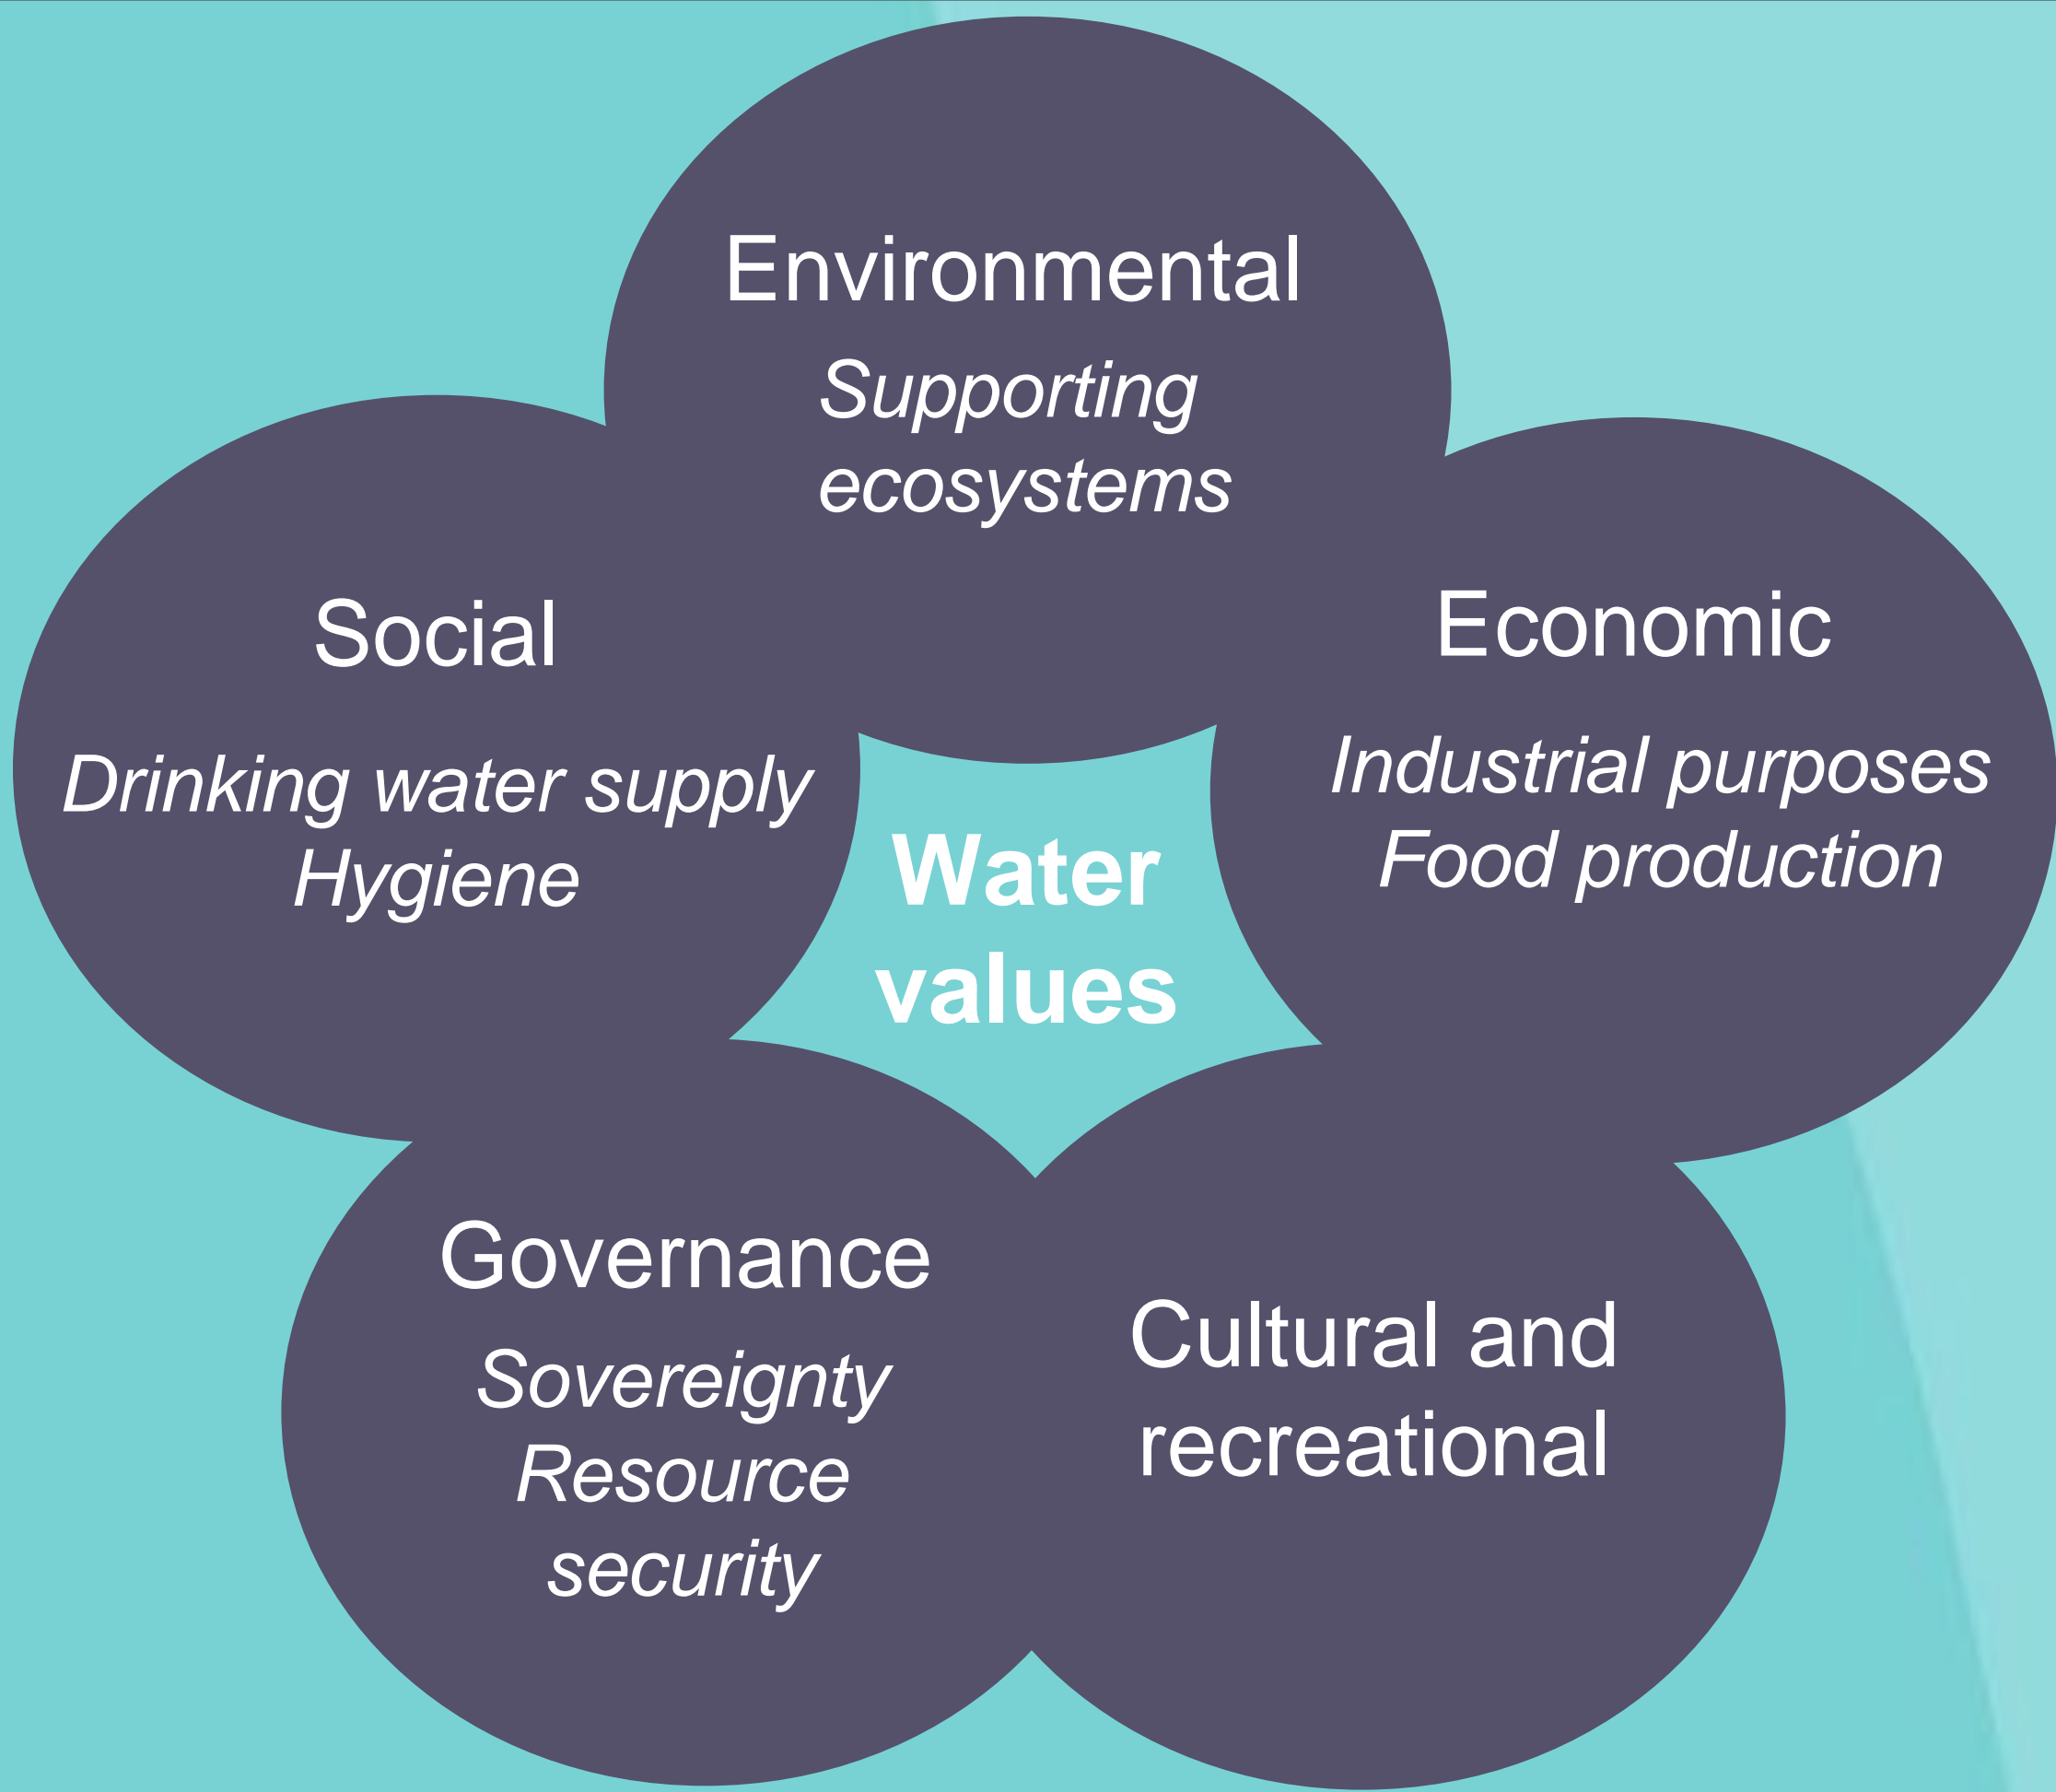 Environmental
Supporting
ecosystems
Social
Drinking water supply
Hygiene
Economic
Industrial purposes
Food production
Water
values
Governance
Sovereignty
Resource
security
Cultural and
recreational